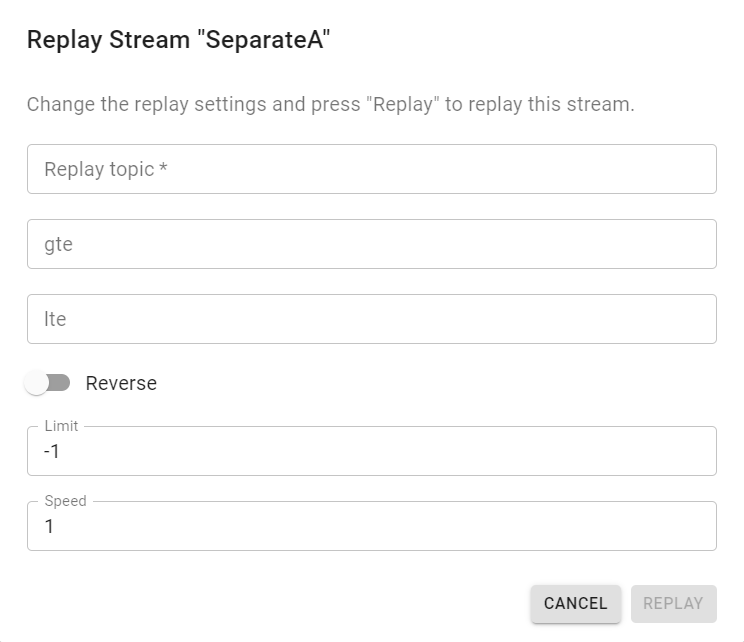 Replay Stream "SeparateA"
Change the replay settings and press "Replay" to replay this stream.
Replay topic *
gte
lte
Reverse
Limit
-1
Speed
1
CANCEL REPLAY